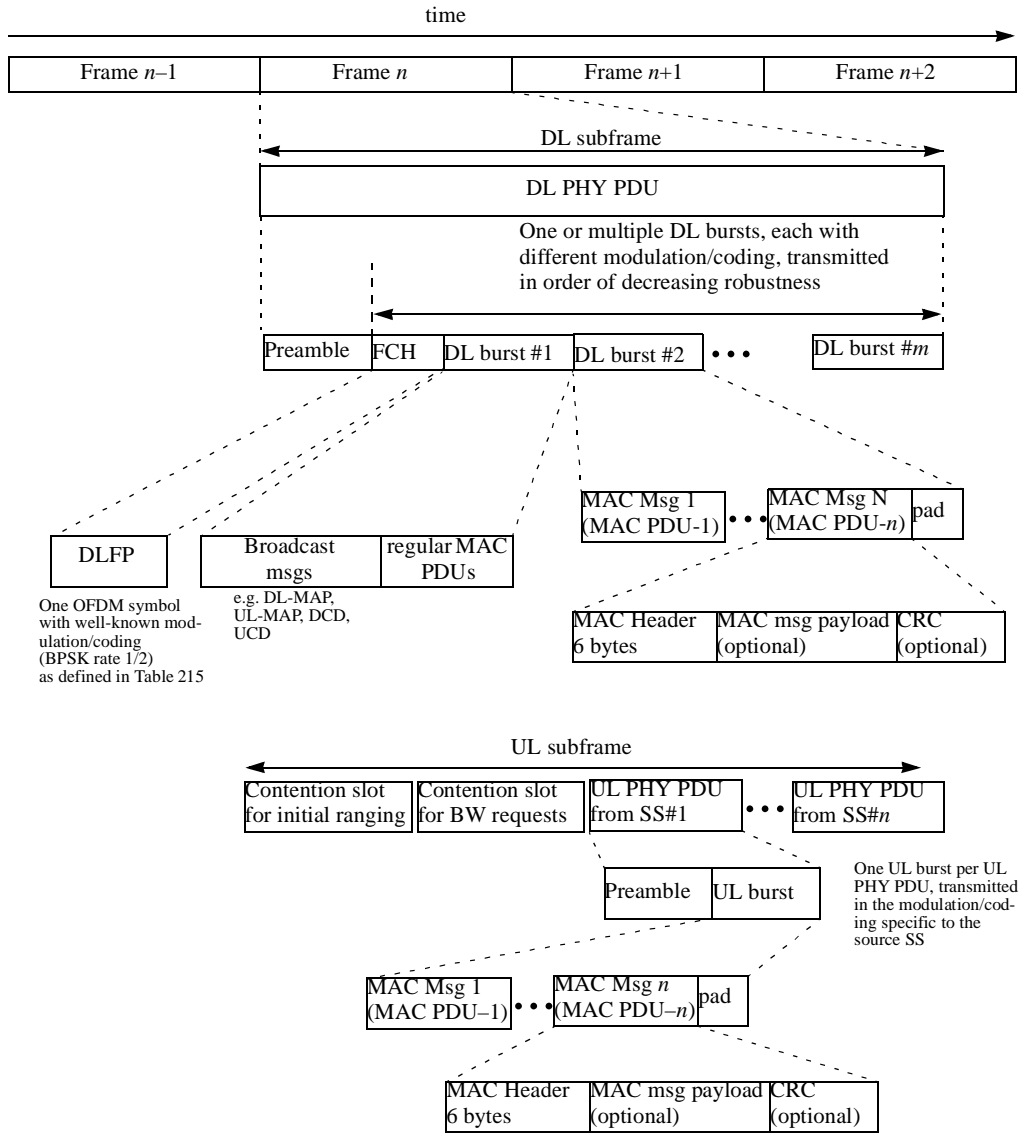 time
Frame n–1
Frame n
Frame n+1
Frame n+2
DL subframe
DL PHY PDU
One or multiple DL bursts, each with
different modulation/coding, transmitted
in order of decreasing robustness
Preamble
FCH
DL burst #1
DL burst #2
DL burst #m
MAC Msg 1
(MAC PDU-1)
MAC Msg N
(MAC PDU-n)
pad
DLFP
Broadcast
msgs
regular MAC
PDUs
One OFDM symbol
with well-known mod-
ulation/coding
(BPSK rate 1/2)
as defined in Table 215
e.g. DL-MAP,
UL-MAP, DCD,
UCD
MAC Header
6 bytes
MAC msg payload
(optional)
CRC
(optional)
UL subframe
Contention slot
for initial ranging
Contention slot
for BW requests
UL PHY PDU
from SS#1
UL PHY PDU
from SS#n
Preamble
UL burst
One UL burst per UL
PHY PDU, transmitted
in the modulation/cod-
ing specific to the
source SS
MAC Msg 1
(MAC PDU–1)
MAC Msg n
(MAC PDU–n)
pad
MAC Header
6 bytes
MAC msg payload
(optional)
CRC
(optional)